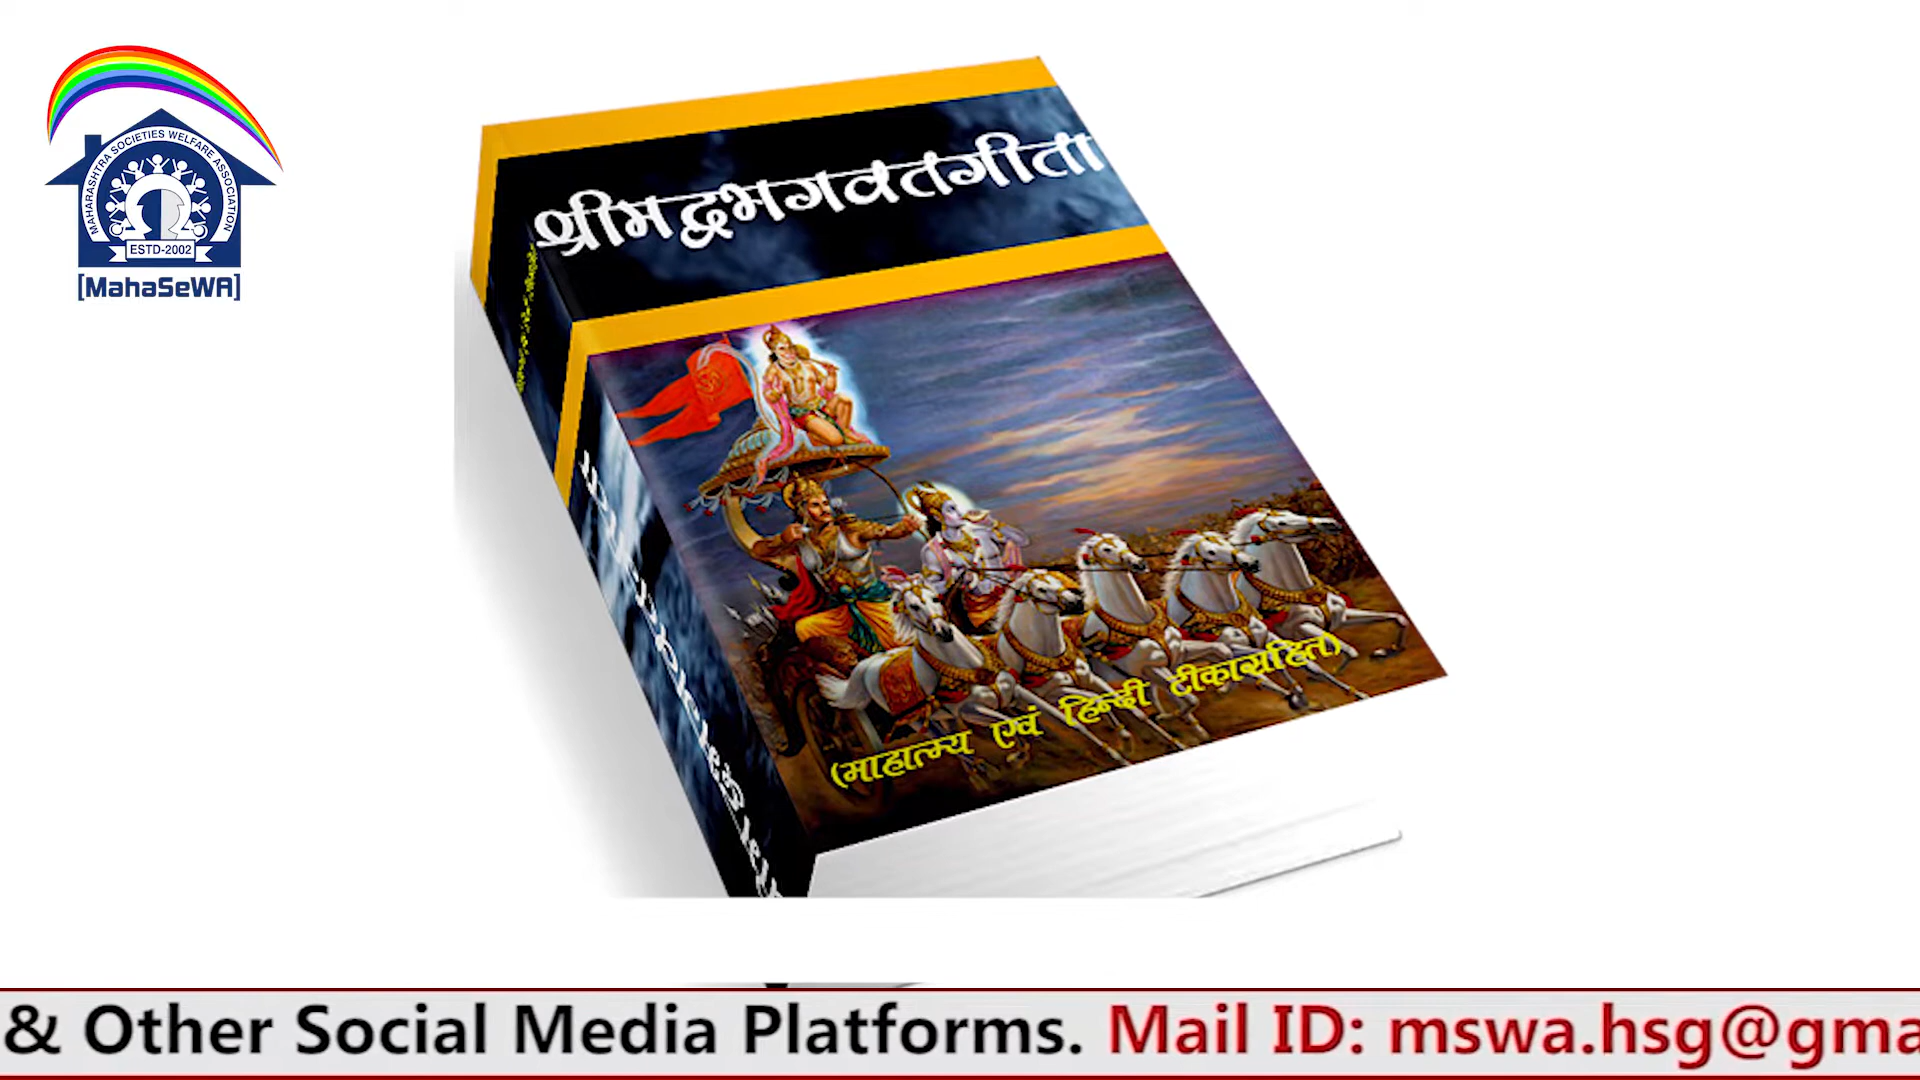 MAHARASHTRA SOCIETIES WELFARE ASSOCIATION
ESTD-2002
[MahaSeWA]
श्रीमद्वभगवतगीता
(माहात्म्य एवं हिन्दी टीकासहित)
& Other Social Media Platforms. Mail ID: mswa.hsg@gma